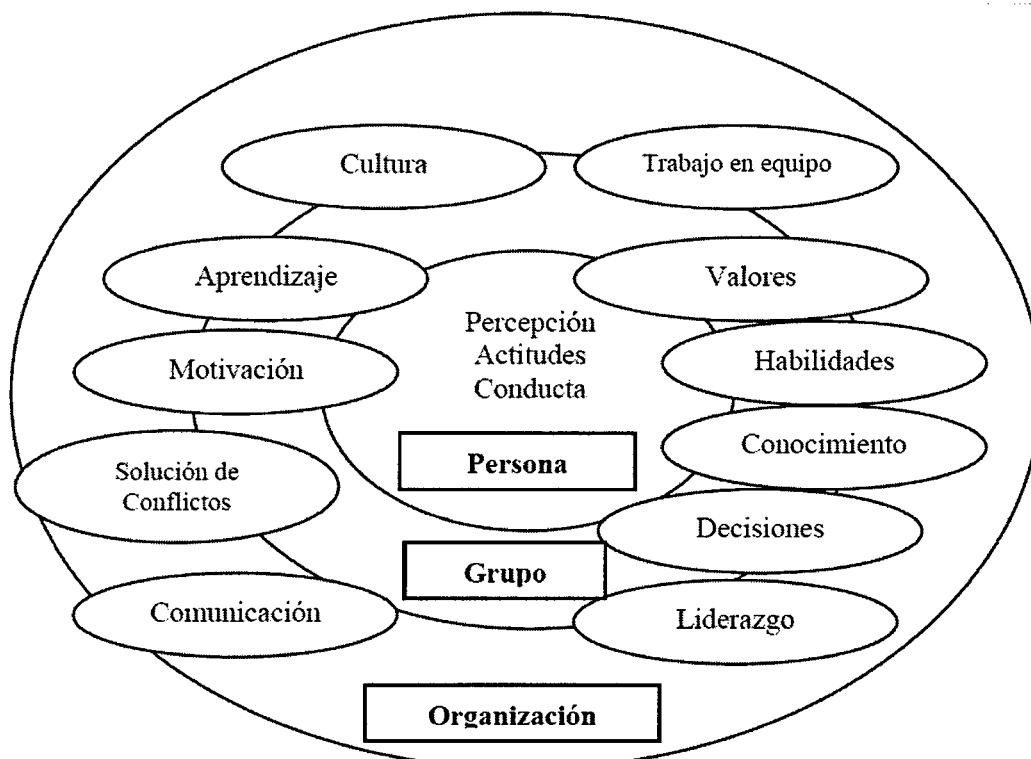 Cultura
Trabajo en equipo
Aprendizaje
Valores
Percepción
Actitudes
Conducta
Motivación
Habilidades
Persona
Conocimiento
Solución de
Conflictos
Decisiones
Grupo
Comunicación
Liderazgo
Organización